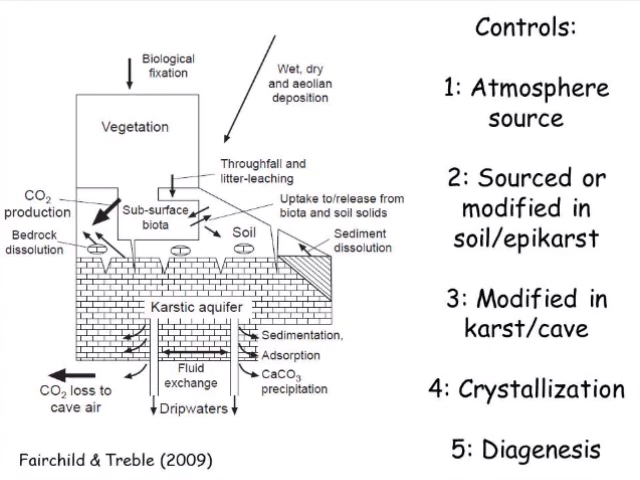 Controls:
1: Atmosphere
source
2: Sourced or
modified in
soil/epikarst
3: Modified in
karst/cave
4: Crystallization
5: Diagenesis
Biological
fixation
Wet, dry
and aeolian
deposition
Vegetation
Throughfall and
litter-leaching
CO₂
production
Sub-surface
biota
Uptake to/release from
biota and soil solids
Bedrock
dissolution
Soil
Sediment
dissolution
Karstic aquifer
Sedimentation,
Adsorption
CaCO₃
precipitation
Fluid
exchange
CO₂ loss to
cave air
Dripwaters
Fairchild & Treble (2009)